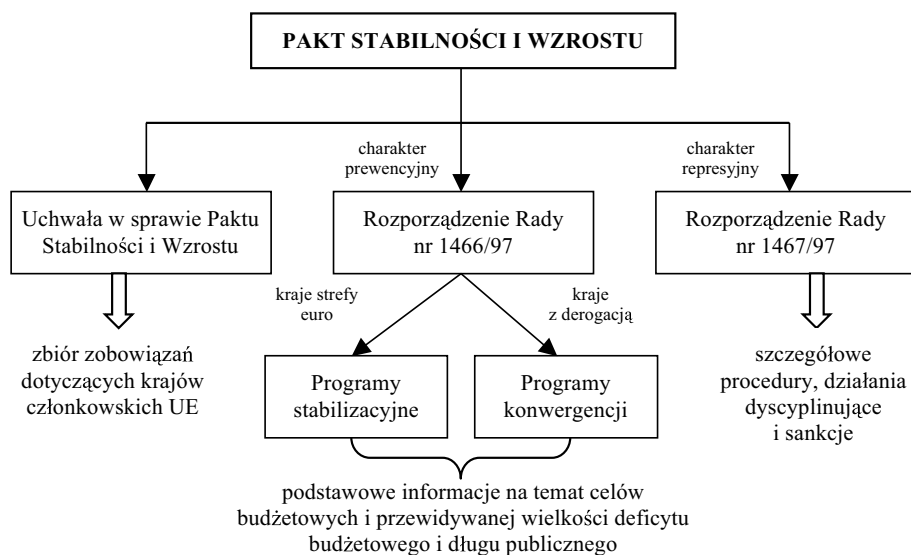 PAKT STABILNOŚCI I WZROSTU
charakter
prewencyjny
charakter
represyjny
Uchwała w sprawie Paktu
Stabilności i Wzrostu
Rozporządzenie Rady
nr 1466/97
Rozporządzenie Rady
nr 1467/97
kraje strefy
euro
kraje
z derogacją
zbiór zobowiązań
dotyczących krajów
członkowskich UE
Programy
stabilizacyjne
Programy
konwergencji
szczegółowe
procedury, działania
dyscyplinujące
i sankcje
podstawowe informacje na temat celów
budżetowych i przewidywanej wielkości deficytu
budżetowego i długu publicznego